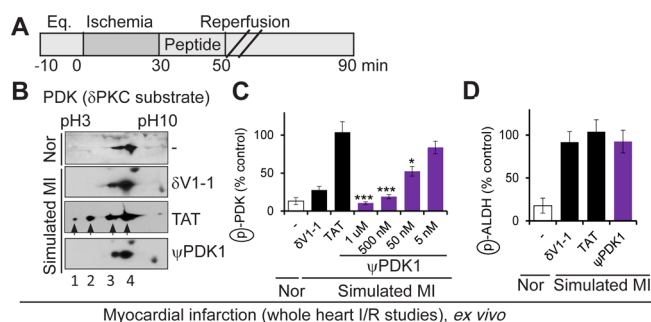 A
Eq. Ischemia Reperfusion
Peptide
-10 0 30 50 90 min
B
PDK (δPKC substrate)
pH3 pH10
Nor
-
Simulated MI
δV1-1
TAT
ψPDK1
1 2 3 4
C
ⓟ-PDK (% control)
100
50
0
***
***
*
- δV1-1 TAT 1 uM 500 nM 50 nM 5 nM
ψPDK1
Nor Simulated MI
D
ⓟ-ALDH (% control)
100
50
0
- δV1-1 TAT ψPDK1
Nor Simulated MI
Myocardial infarction (whole heart I/R studies), ex vivo